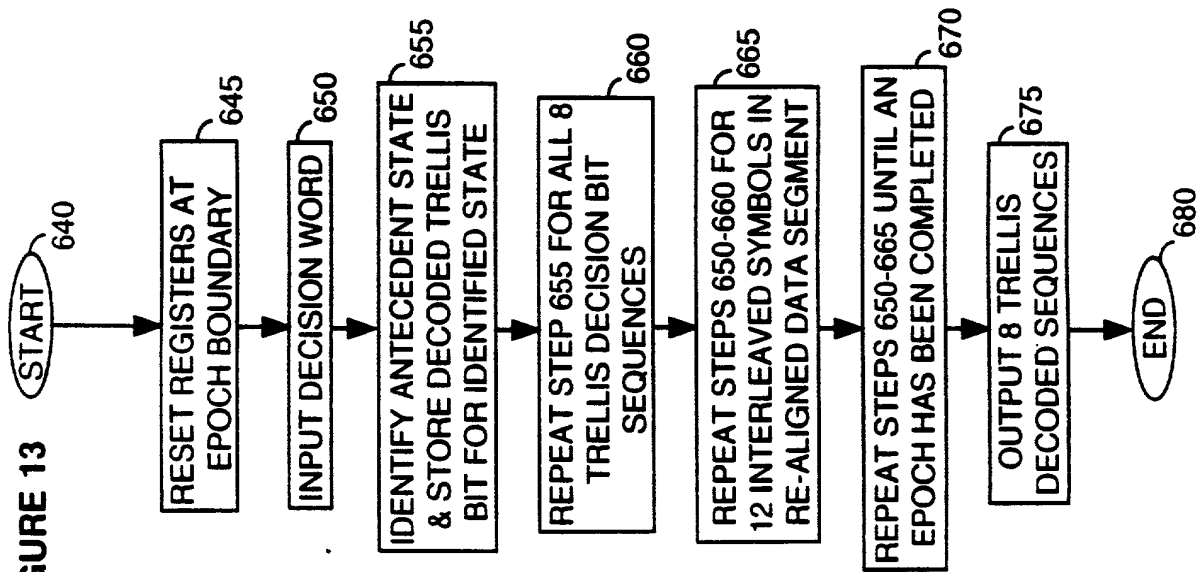 GURE 13
START
640
RESET REGISTERS AT
EPOCH BOUNDARY
645
INPUT DECISION WORD
650
IDENTIFY ANTECEDENT STATE
& STORE DECODED TRELLIS
BIT FOR IDENTIFIED STATE
655
REPEAT STEP 655 FOR ALL 8
TRELLIS DECISION BIT
SEQUENCES
660
REPEAT STEPS 650-660 FOR
12 INTERLEAVED SYMBOLS IN
RE-ALIGNED DATA SEGMENT
665
REPEAT STEPS 650-665 UNTIL AN
EPOCH HAS BEEN COMPLETED
670
OUTPUT 8 TRELLIS
DECODED SEQUENCES
675
END
680